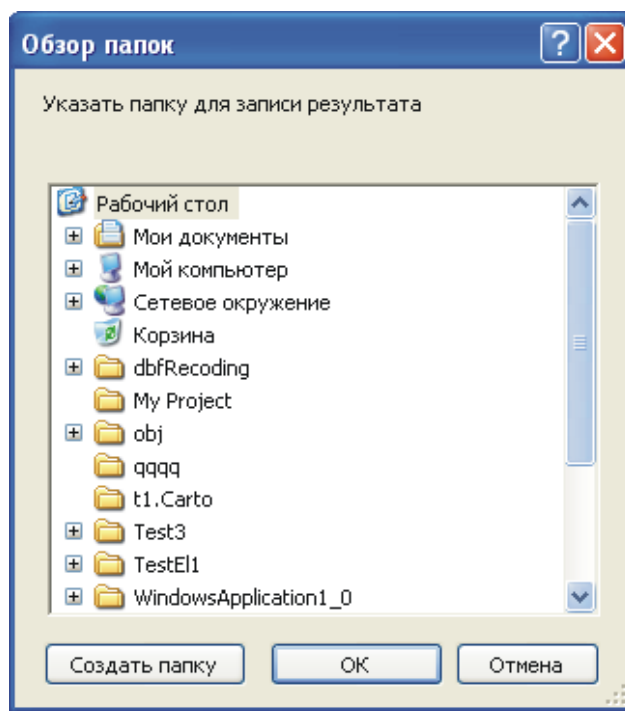 Обзор папок
Указать папку для записи результата
Рабочий стол
Мои документы
Мой компьютер
Сетевое окружение
Корзина
dbfRecoding
My Project
obj
qqqq
t1.Carto
Test3
TestEl1
WindowsApplication1_0
Создать папку
OK
Отмена